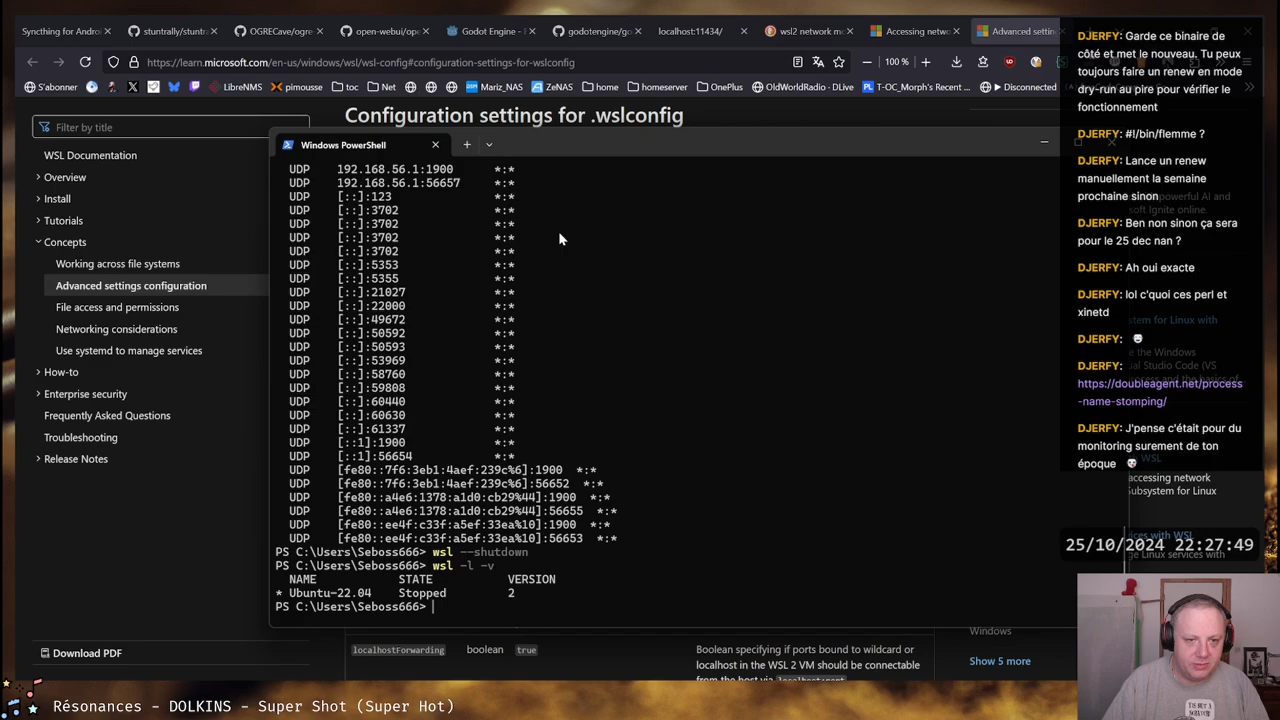 Syncthing for Andro
stuntrally/stuntra
OGRECave/ogre
open-webui/ope
Godot Engine -
godotengine/go
localhost:11434/
wsl2 network mo
Accessing netwo
Advanced settin
https://learn.microsoft.com/en-us/windows/wsl/wsl-config#configuration-settings-for-wslconfig
100 %
S'abonner
LibreNMS
pimousse
toc
Net
Mariz_NMS
ZeNAS
home
homeserver
OnePlus
OldWorldRadio - DLive
T-OC_Morph's Recent ...
Disconnected
Filter by title
WSL Documentation
Overview
Install
Tutorials
Concepts
Working across file systems
Advanced settings configuration
File access and permissions
Networking considerations
Use systemd to manage services
How-to
Enterprise security
Frequently Asked Questions
Troubleshooting
Release Notes
Download PDF
Configuration settings for .wslconfig
Windows PowerShell
UDP 192.168.56.1:1900 *:*
UDP 192.168.56.1:56657 *:*
UDP [::]:123 *:*
UDP [::]:3702 *:*
UDP [::]:3702 *:*
UDP [::]:3702 *:*
UDP [::]:3702 *:*
UDP [::]:5353 *:*
UDP [::]:5355 *:*
UDP [::]:21027 *:*
UDP [::]:22000 *:*
UDP [::]:49672 *:*
UDP [::]:50592 *:*
UDP [::]:50593 *:*
UDP [::]:53969 *:*
UDP [::]:58760 *:*
UDP [::]:59808 *:*
UDP [::]:60440 *:*
UDP [::]:60630 *:*
UDP [::]:61337 *:*
UDP [::1]:1900 *:*
UDP [::1]:56654 *:*
UDP [fe80::7f6:3eb1:4aef:239c%6]:1900 *:*
UDP [fe80::7f6:3eb1:4aef:239c%6]:56652 *:*
UDP [fe80::a4e6:1378:a1d0:cb29%44]:1900 *:*
UDP [fe80::a4e6:1378:a1d0:cb29%44]:56655 *:*
UDP [fe80::ee4f:c33f:a5ef:33ea%10]:1900 *:*
UDP [fe80::ee4f:c33f:a5ef:33ea%10]:56653 *:*
PS C:\Users\Seboss666> wsl --shutdown
PS C:\Users\Seboss666> wsl -l -v
NAME STATE VERSION
* Ubuntu-22.04 Stopped 2
PS C:\Users\Seboss666>
localhostForwarding boolean true
Boolean specifying if ports bound to wildcard or
localhost in the WSL 2 VM should be connectable
from the host via
DJERFY: Garde ce binaire de
côté et met le nouveau. Tu peux
toujours faire un renew en mode
dry-run au pire pour vérifier le
fonctionnement
DJERFY: #!/bin/flemme ?
DJERFY: Lance un renew
manuellement la semaine
prochaine sinon
DJERFY: Ben non sinon ça sera
pour le 25 dec nan ?
DJERFY: Ah oui exacte
DJERFY: lol c'quoi ces perl et
xinetd
DJERFY:
DJERFY:
https://doubleagent.net/process
-name-stomping/
DJERFY: J'pense c'était pour du
monitoring surement de ton
époque
accessing network
Subsystem for Linux
25/10/2024 22:27:49
Windows
Show 5 more
Résonances - DOLKINS - Super Shot (Super Hot)